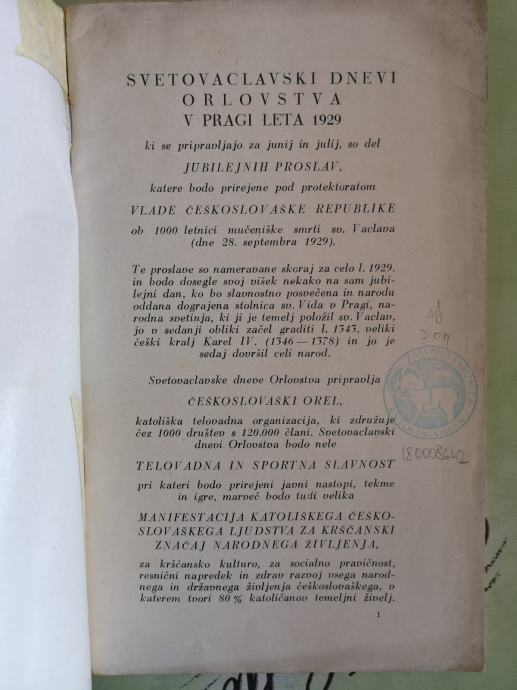 SVETOVACLAVSKI DNEVI
ORLOVSTVA
V PRAGI LETA 1929
ki se pripravljajo za junij in julij, so del
JUBILEJNIH PROSLAV,
katere bodo prirejene pod protektoratom
VLADE ČEŠKOSLOVAŠKE REPUBLIKE
ob 1000 letnici mučeniške smrti sv. Vaclava
(dne 28. septembra 1929).
Te proslave so nameravane skoraj za celo l. 1929.
in bodo dosegle svoj višek nekako na sam jubi-
lejni dan, ko bo slavnostno posvečena in narodu
oddana dograjena stolnica sv. Vida v Pragi, na-
rodna svetinja, ki ji je temelj položil sv. Vaclav,
jo v sedanji obliki začel graditi l. 1343. veliki
češki kralj Karel IV. (1346—1378) in jo je
sedaj dovršil celi narod.
Svetovaclavske dneve Orlovstva pripravlja
ČESKOSLOVAŠKI OREL,
katoliška telovadna organizacija, ki združuje
čez 1000 društev s 120.000 člani. Svetovaclavski
dnevi Orlovstva bodo nele
TELOVADNA IN SPORTNA SLAVNOST
pri kateri bodo prirejeni javni nastopi, tekme
in igre, marveč bodo tudi velika
MANIFESTACIJA KATOLIŠKEGA ČEŠKO-
SLOVAŠKEGA LJUDSTVA ZA KRŠČANSKI
ZNAČAJ NARODNEGA ŽIVLJENJA,
za krščansko kulturo, za socialno pravičnost,
resnični napredek in zdrav razvoj vsega narod-
nega in državnega življenja češkoslovaškega, v
katerem tvori 80 % katoličanov temeljni živelj.
1
DON